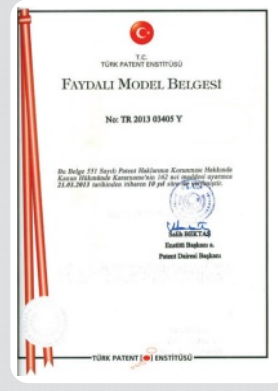 T.C.
TÜRK PATENT ENSTİTÜSÜ
FAYDALI MODEL BELGESİ
No: TR 2013 03405 Y
Bu Belge 551 Sayılı Patent Haklarının Korunması Hakkında
Kanun Hükmünde Kararname'nin 162 nci maddesi uyarınca
21.03.2013 tarihinden itibaren 10 yıl süre ile verilmiştir.
Salih BEKTAŞ
Enstitü Başkanı a.
Patent Dairesi Başkanı
TÜRK PATENT ENSTİTÜSÜ